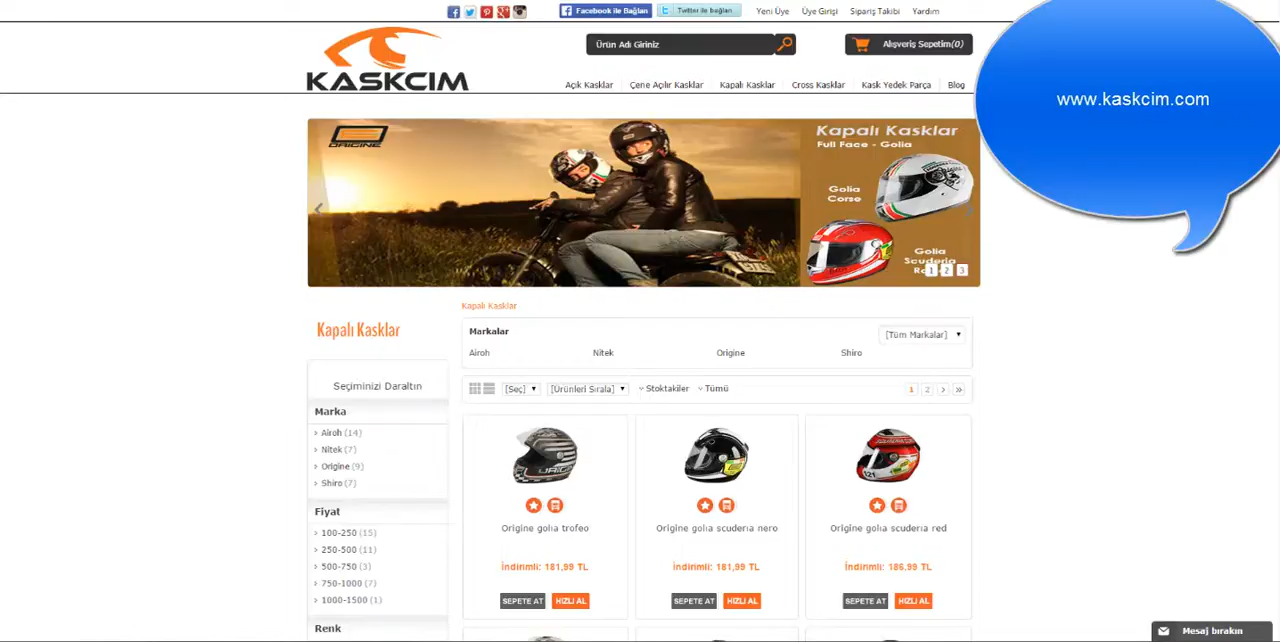 Facebook ile Bağlan
Twitter ile bağlan
Yeni Üye
Üye Girişi
Sipariş Takibi
Yardım
KASKCIM
Ürün Adı Giriniz
Alışveriş Sepetim(0)
Açık Kasklar
Çene Açılır Kasklar
Kapalı Kasklar
Cross Kasklar
Kask Yedek Parça
Blog
www.kaskcim.com
ORIGINE
Kapalı Kasklar
Full Face - Golia
Golia
Corse
Golia
Scuderia
1 2 3
Kapalı Kasklar
Kapalı Kasklar
Seçiminizi Daraltın
Marka
Airoh (14)
Nitek (7)
Origine (9)
Shiro (7)
Fiyat
100-250 (15)
250-500 (11)
500-750 (3)
750-1000 (7)
1000-1500 (1)
Renk
Markalar
[Tüm Markalar]
Airoh
Nitek
Origine
Shiro
[Seç]
[Ürünleri Sırala]
Stoktakiler
Tümü
1 2 > »
Origine golia trofeo
İndirimli: 181,99 TL
SEPETE AT
HIZLI AL
Origine golia scuderia nero
İndirimli: 181,99 TL
SEPETE AT
HIZLI AL
Origine golia scuderia red
İndirimli: 186,99 TL
SEPETE AT
HIZLI AL
Mesaj bırakın